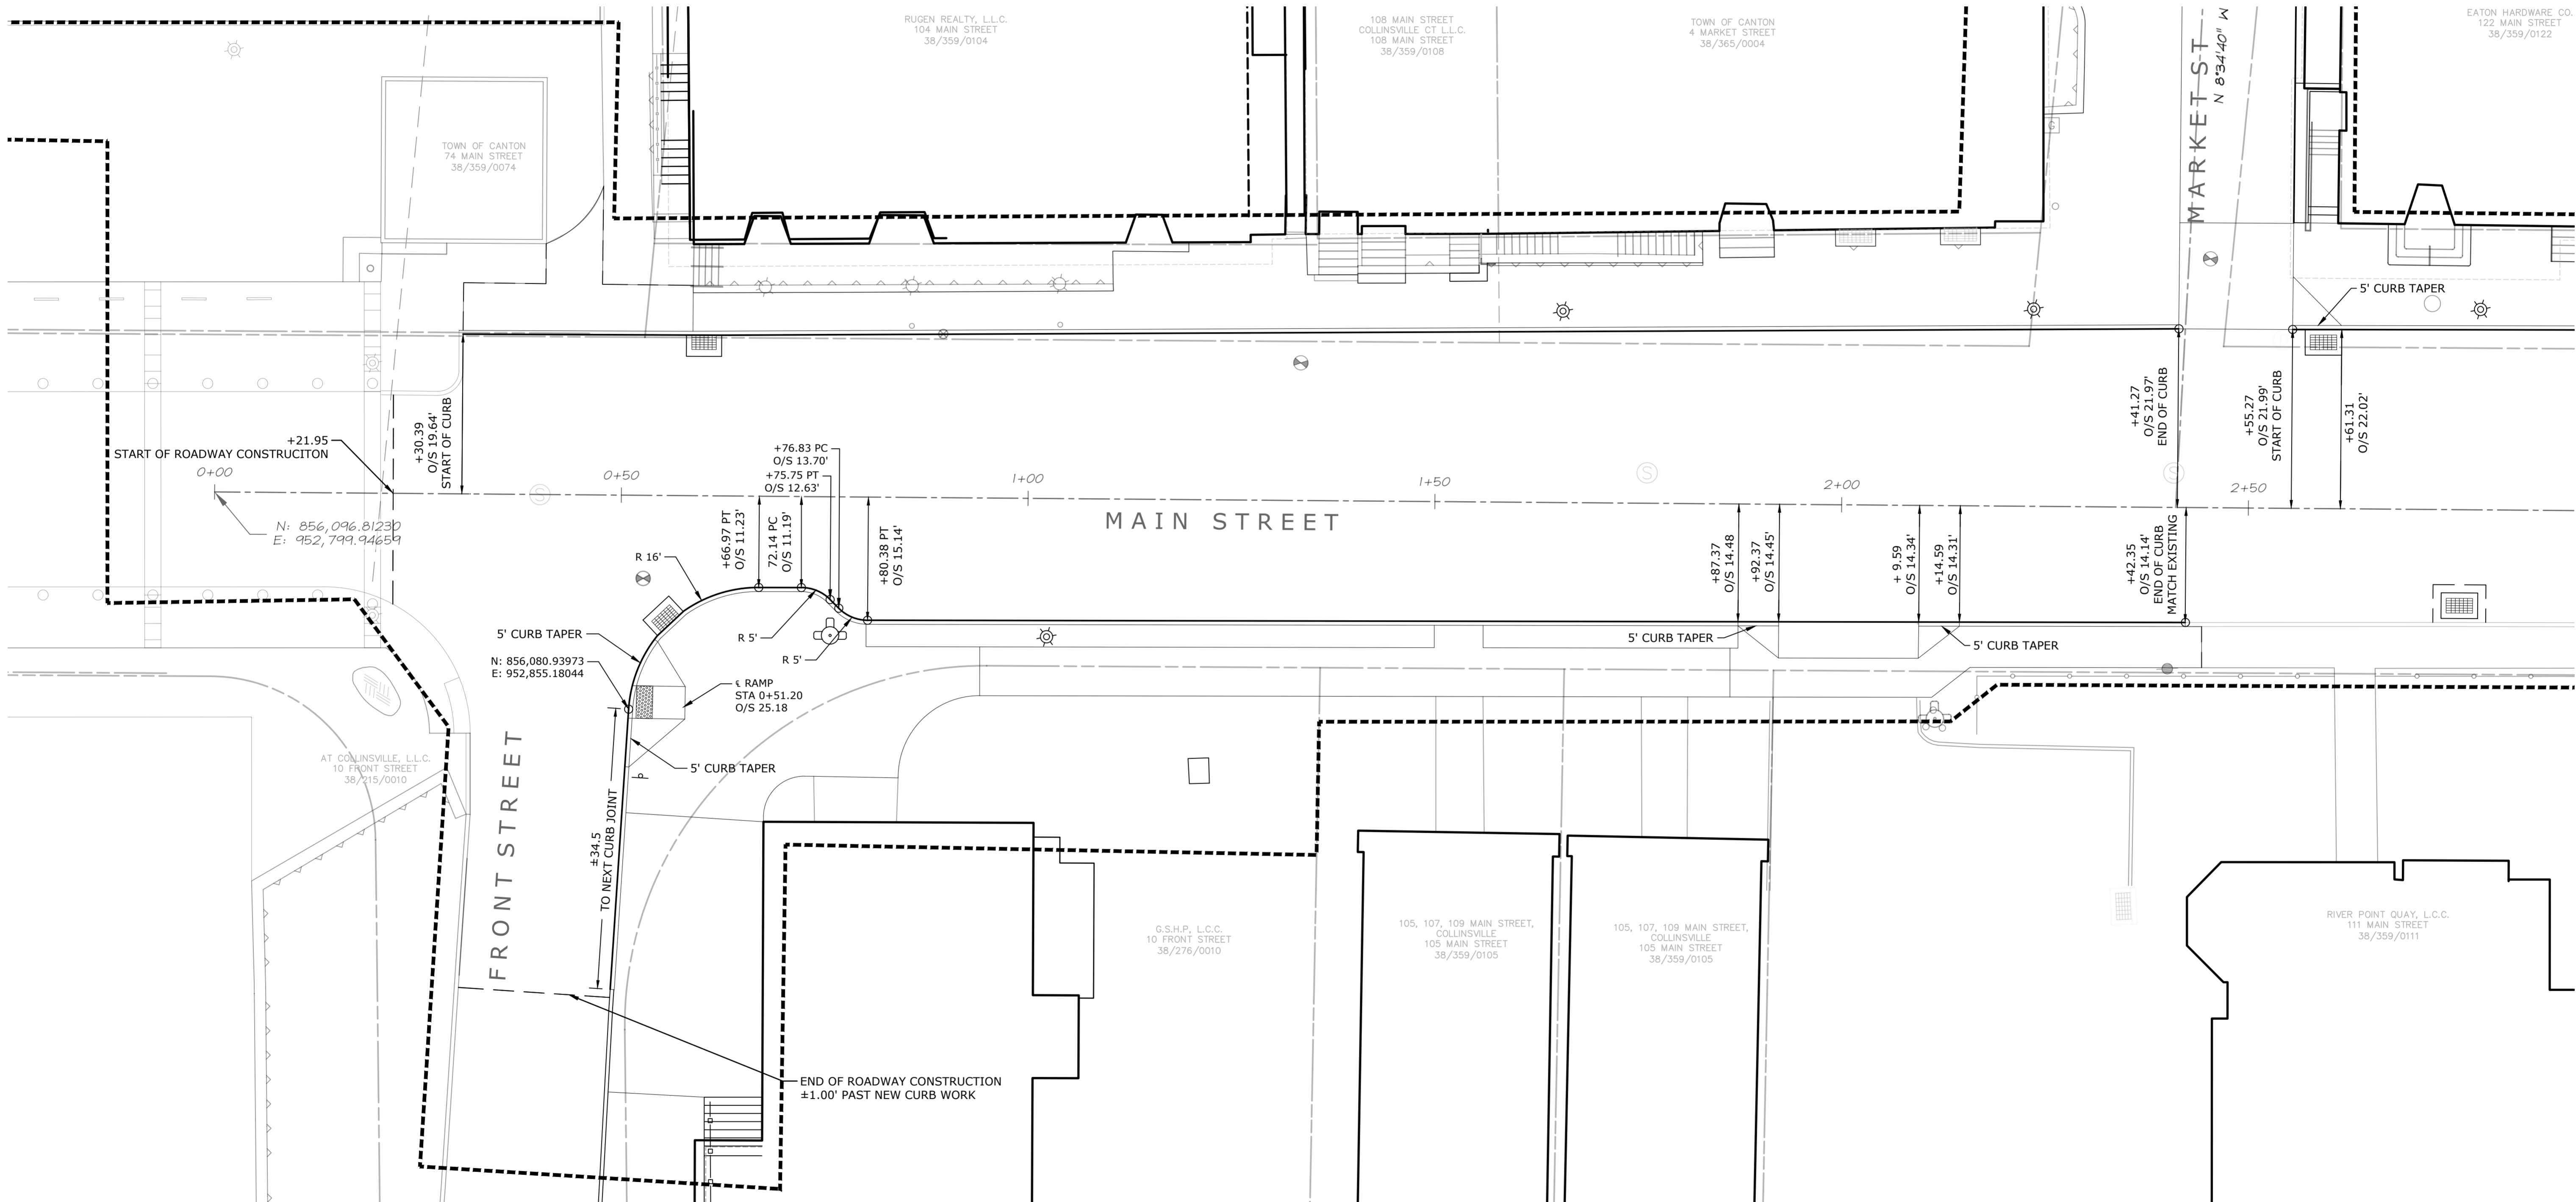 RUGEN REALTY, L.L.C.
104 MAIN STREET
38/359/0104
108 MAIN STREET
COLLINSVILLE CT L.L.C.
108 MAIN STREET
38/359/0108
TOWN OF CANTON
4 MARKET STREET
38/365/0004
MARKET ST
N 8°34'40" W
EATON HARDWARE CO.
122 MAIN STREET
38/359/0122
TOWN OF CANTON
74 MAIN STREET
38/359/0074
5' CURB TAPER
+21.95
START OF ROADWAY CONSTRUCITON
0+00
N: 856,096.81230
E: 952,799.94659
+30.39
O/S 19.64'
START OF CURB
0+50
+76.83 PC
O/S 13.70'
+75.75 PT
O/S 12.63'
+66.97 PT
O/S 11.23'
72.14 PC
O/S 11.19'
+80.38 PT
O/S 15.14'
1+00
MAIN STREET
1+50
2+00
2+50
+41.27
O/S 21.97'
END OF CURB
+55.27
O/S 21.99'
START OF CURB
+61.31
O/S 22.02'
+87.37
O/S 14.48
+92.37
O/S 14.45'
+ 9.59
O/S 14.34'
+14.59
O/S 14.31'
+42.35
O/S 14.14'
END OF CURB
MATCH EXISTING
S
S
S
R 16'
R 5'
R 5'
5' CURB TAPER
N: 856,080.93973
E: 952,855.18044
℄ RAMP
STA 0+51.20
O/S 25.18
5' CURB TAPER
5' CURB TAPER
5' CURB TAPER
P
±34.5
TO NEXT CURB JOINT
FRONT STREET
AT COLLINSVILLE, L.L.C.
10 FRONT STREET
38/215/0010
G.S.H.P, L.C.C.
10 FRONT STREET
38/276/0010
105, 107, 109 MAIN STREET,
COLLINSVILLE
105 MAIN STREET
38/359/0105
105, 107, 109 MAIN STREET,
COLLINSVILLE
105 MAIN STREET
38/359/0105
RIVER POINT QUAY, L.C.C.
111 MAIN STREET
38/359/0111
END OF ROADWAY CONSTRUCTION
±1.00' PAST NEW CURB WORK